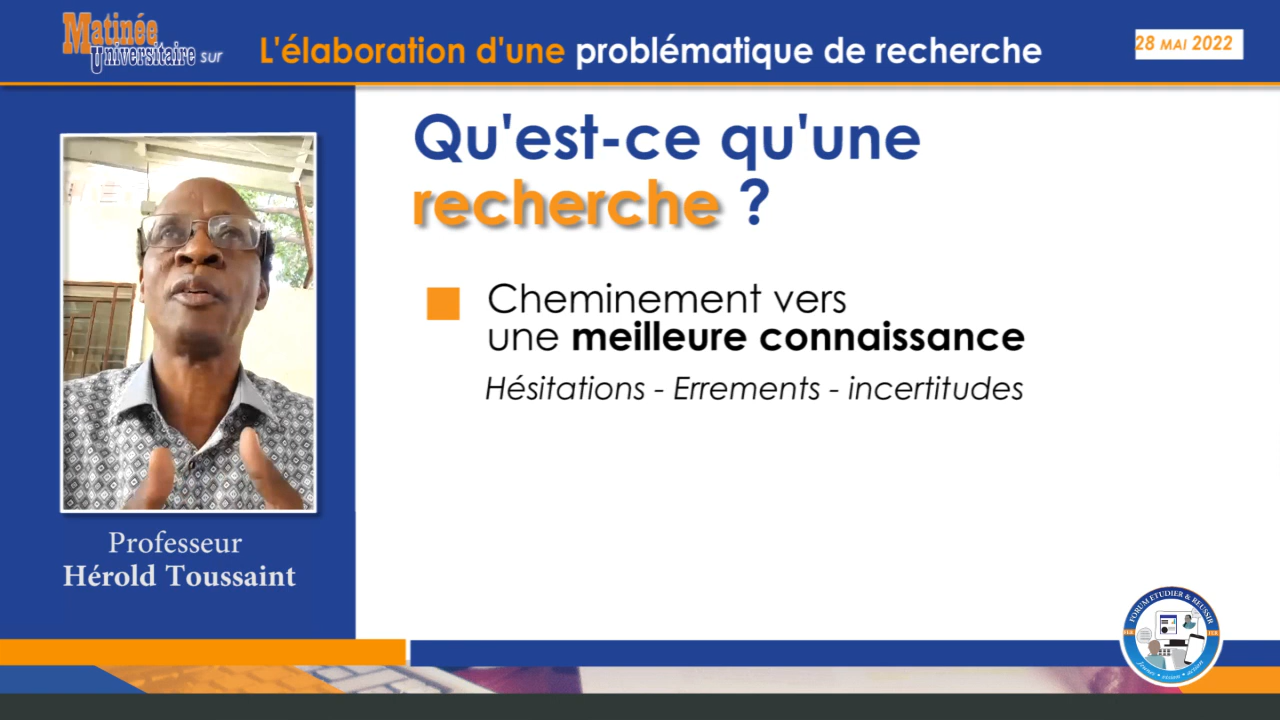 Matinée
Universitaire sur
L'élaboration d'une problématique de recherche
28 MAI 2022
Qu'est-ce qu'une
recherche ?
Cheminement vers
une meilleure connaissance
Hésitations - Errements - incertitudes
Professeur
Hérold Toussaint
FORUM ETUDIER & REUSSIR